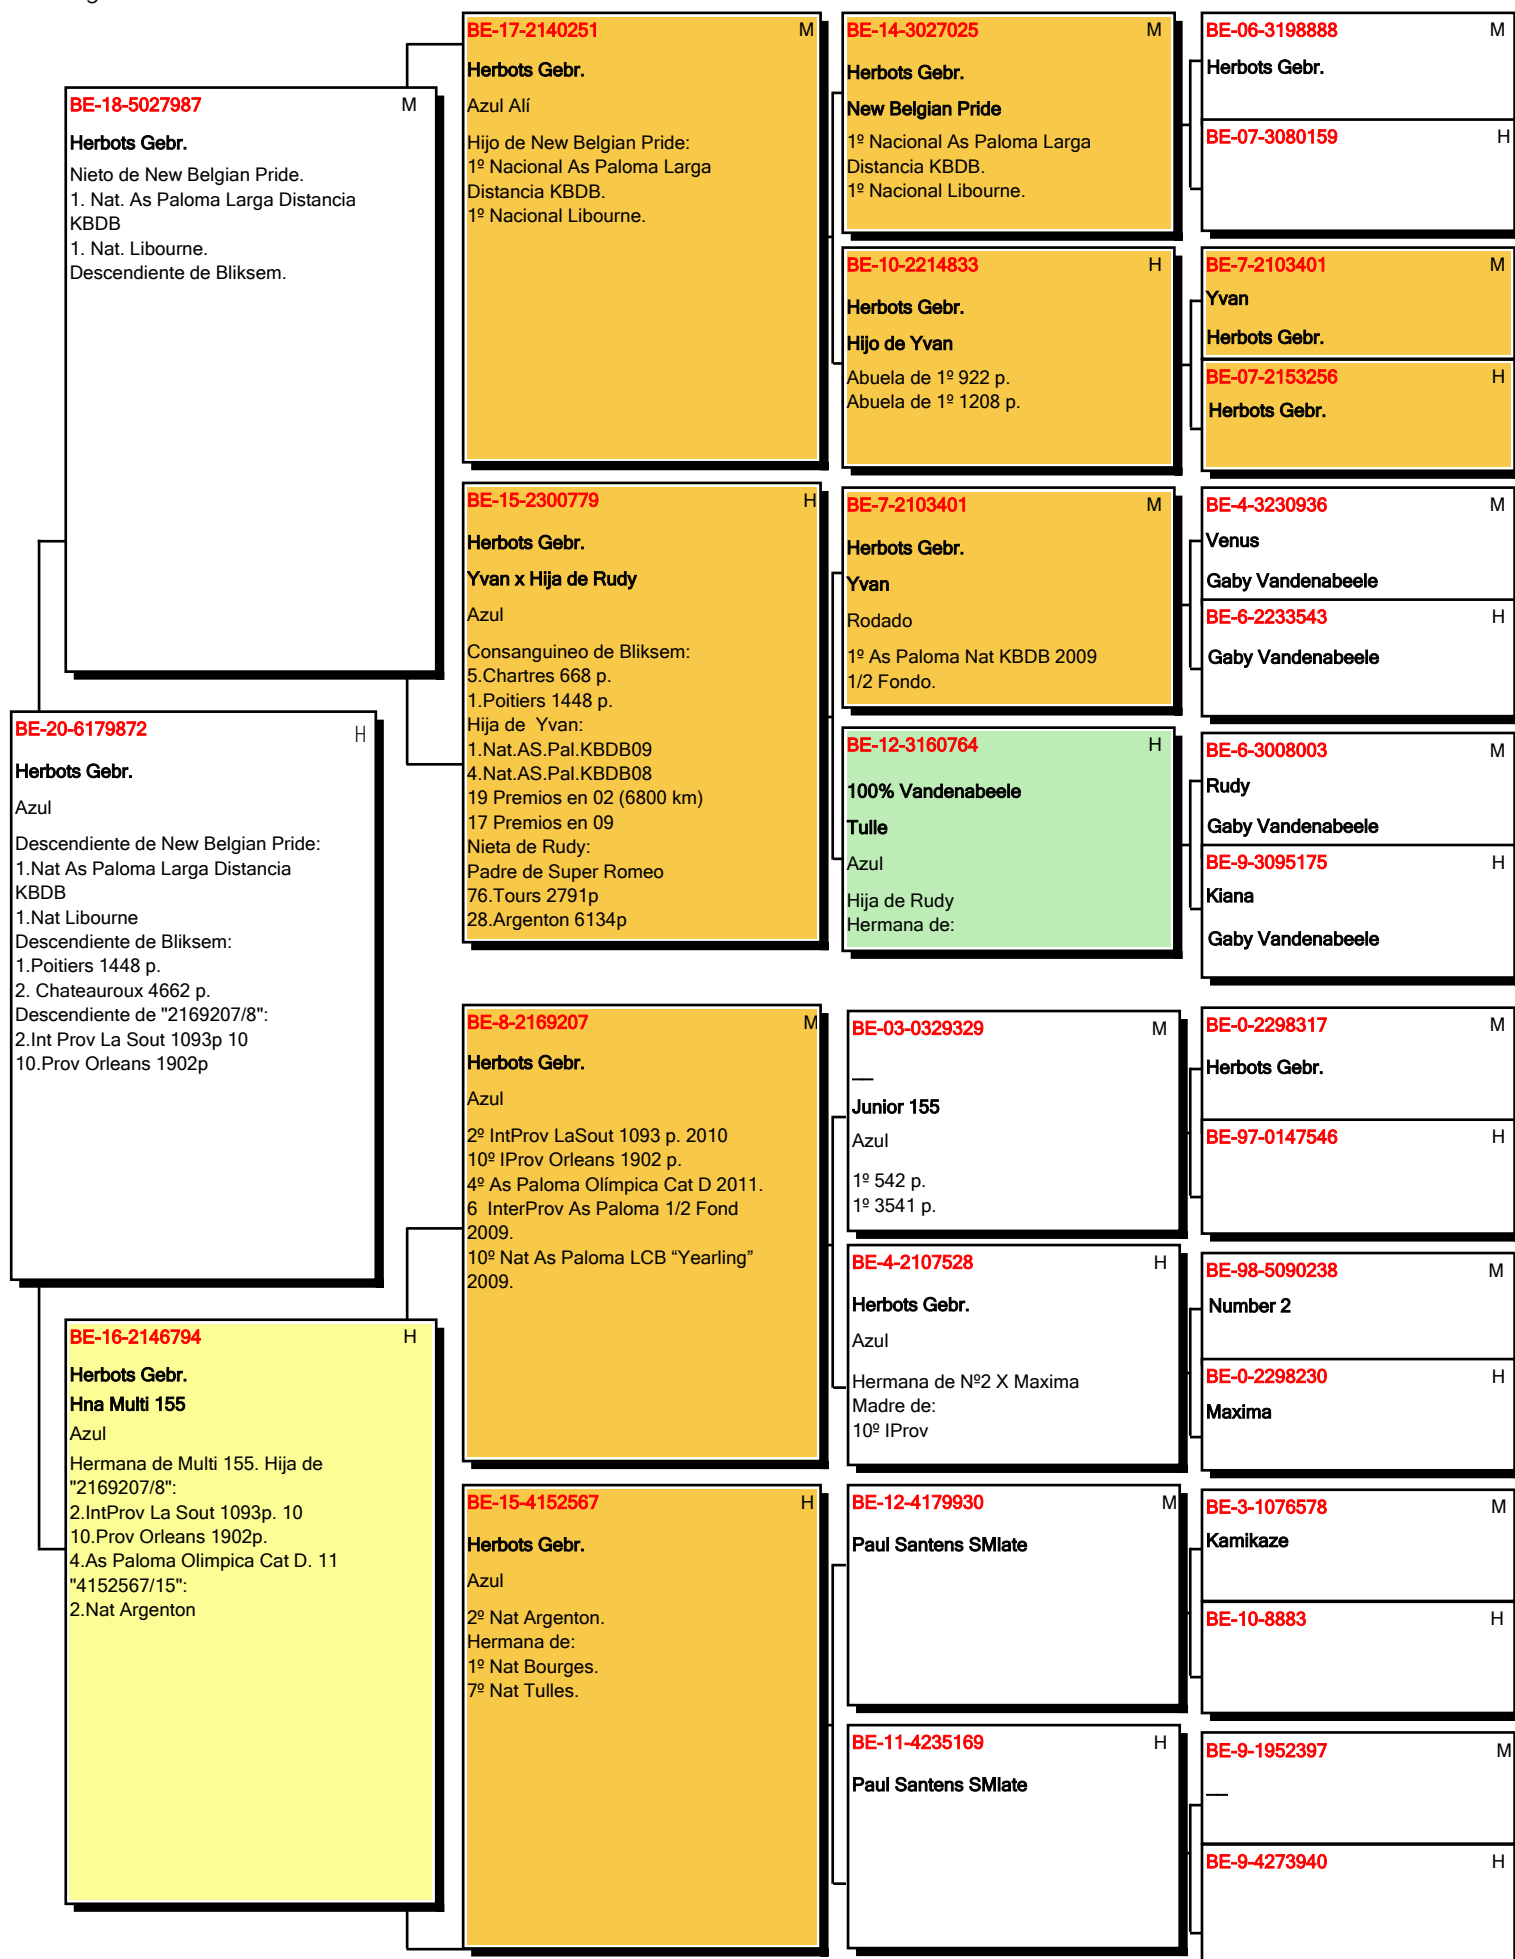 BE-20-6179872 H
Herbots Gebr.
Azul
Descendiente de New Belgian Pride:
1.Nat As Paloma Larga Distancia
KBDB
1.Nat Libourne
Descendiente de Bliksem:
1.Poitiers 1448 p.
2. Chateauroux 4662 p.
Descendiente de "2169207/8":
2.Int Prov La Sout 1093p 10
10.Prov Orleans 1902p
BE-18-5027987 M
Herbots Gebr.
Nieto de New Belgian Pride.
1. Nat. As Paloma Larga Distancia
KBDB
1. Nat. Libourne.
Descendiente de Bliksem.
BE-16-2146794 H
Herbots Gebr.
Hna Multi 155
Azul
Hermana de Multi 155. Hija de
"2169207/8":
2.IntProv La Sout 1093p. 10
10.Prov Orleans 1902p.
4.As Paloma Olimpica Cat D. 11
"4152567/15":
2.Nat Argenton
BE-17-2140251 M
Herbots Gebr.
Azul Alí
Hijo de New Belgian Pride:
1º Nacional As Paloma Larga
Distancia KBDB.
1º Nacional Libourne.
BE-15-2300779 H
Herbots Gebr.
Yvan x Hija de Rudy
Azul
Consanguineo de Bliksem:
5.Chartres 668 p.
1.Poitiers 1448 p.
Hija de Yvan:
1.Nat.AS.Pal.KBDB09
4.Nat.AS.Pal.KBDB08
19 Premios en 02 (6800 km)
17 Premios en 09
Nieta de Rudy:
Padre de Super Romeo
76.Tours 2791p
28.Argenton 6134p
BE-8-2169207 M
Herbots Gebr.
Azul
2º IntProv LaSout 1093 p. 2010
10º IProv Orleans 1902 p.
4º As Paloma Olímpica Cat D 2011.
6 InterProv As Paloma 1/2 Fond
2009.
10º Nat As Paloma LCB “Yearling”
2009.
BE-15-4152567 H
Herbots Gebr.
Azul
2º Nat Argenton.
Hermana de:
1º Nat Bourges.
7º Nat Tulles.
BE-14-3027025 M
Herbots Gebr.
New Belgian Pride
1º Nacional As Paloma Larga
Distancia KBDB.
1º Nacional Libourne.
BE-10-2214833 H
Herbots Gebr.
Hijo de Yvan
Abuela de 1º 922 p.
Abuela de 1º 1208 p.
BE-7-2103401 M
Herbots Gebr.
Yvan
Rodado
1º As Paloma Nat KBDB 2009
1/2 Fondo.
BE-12-3160764 H
100% Vandenabeele
Tulle
Azul
Hija de Rudy
Hermana de:
BE-03-0329329 M
__
Junior 155
Azul
1º 542 p.
1º 3541 p.
BE-4-2107528 H
Herbots Gebr.
Azul
Hermana de Nº2 X Maxima
Madre de:
10º IProv
BE-12-4179930 M
Paul Santens SMlate
BE-11-4235169 H
Paul Santens SMlate
BE-06-3198888 M
Herbots Gebr.
BE-07-3080159 H
BE-7-2103401 M
Yvan
Herbots Gebr.
BE-07-2153256 H
Herbots Gebr.
BE-4-3230936 M
Venus
Gaby Vandenabeele
BE-6-2233543 H
Gaby Vandenabeele
BE-6-3008003 M
Rudy
Gaby Vandenabeele
BE-9-3095175 H
Kiana
Gaby Vandenabeele
BE-0-2298317 M
Herbots Gebr.
BE-97-0147546 H
BE-98-5090238 M
Number 2
BE-0-2298230 H
Maxima
BE-3-1076578 M
Kamikaze
BE-10-8883 H
BE-9-1952397 M
__
BE-9-4273940 H